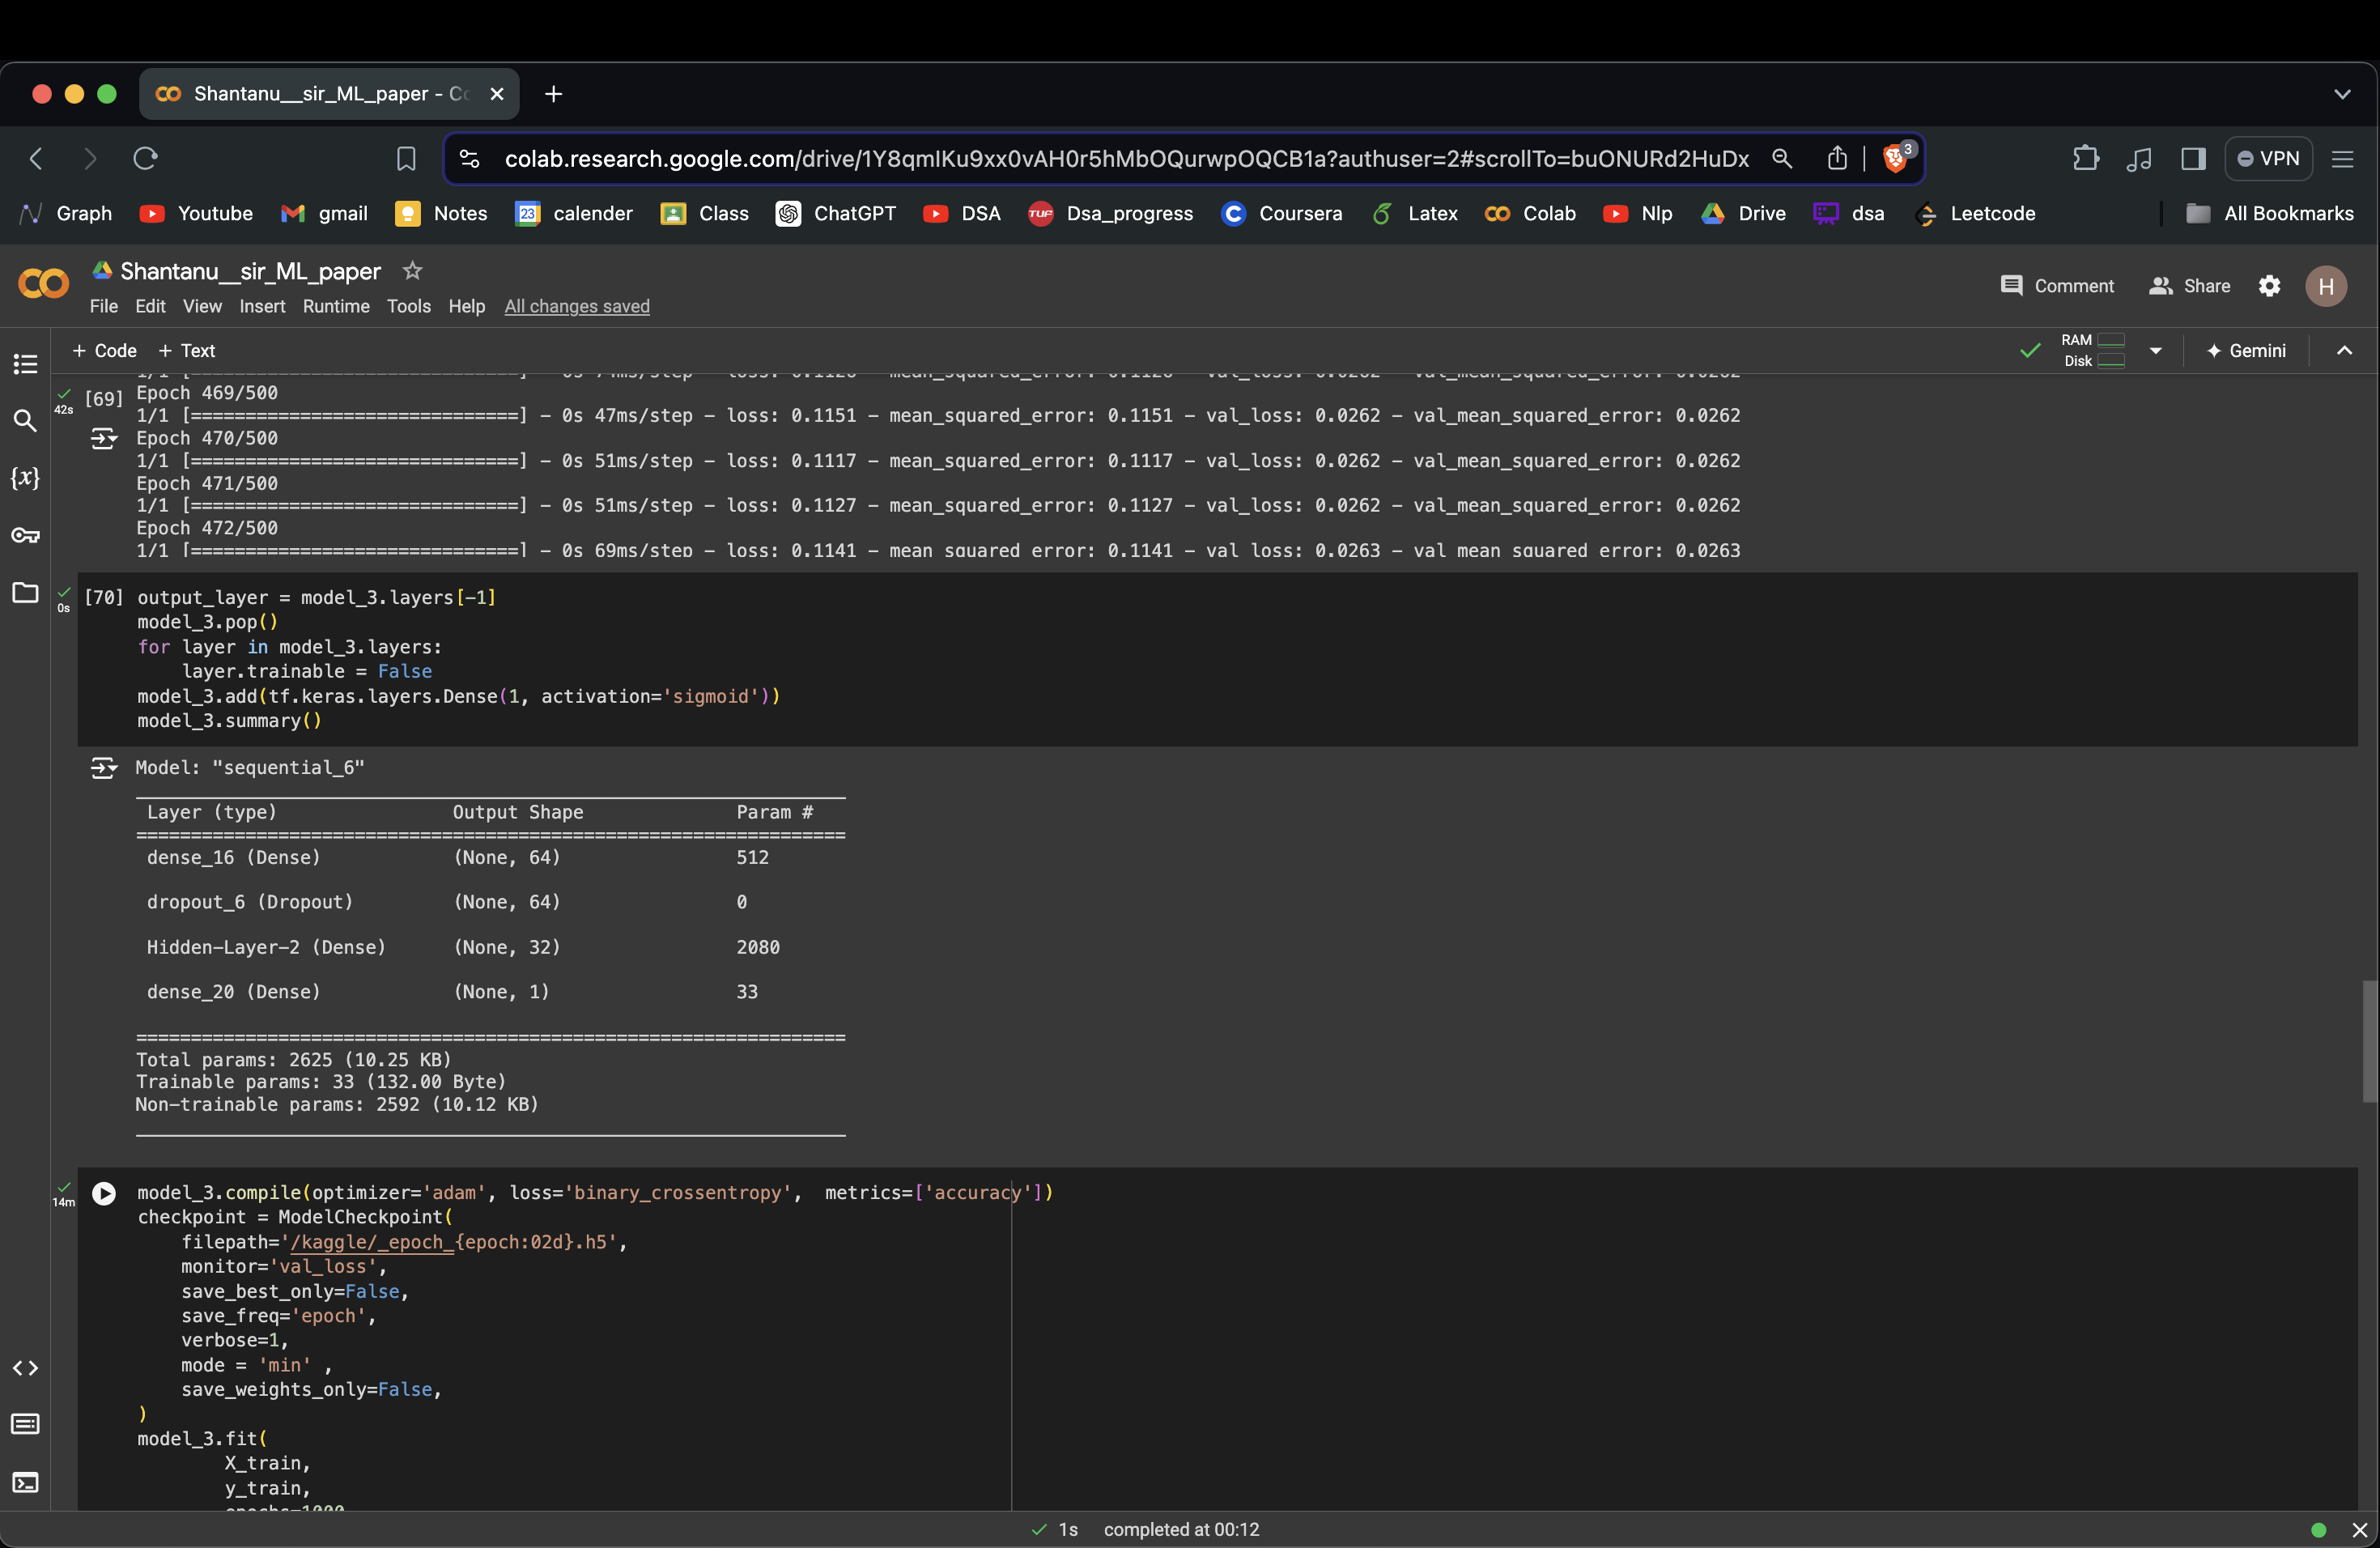 Shantanu__sir_ML_paper - Co
colab.research.google.com/drive/1Y8qmIKu9xx0vAH0r5hMbOQurwpOQCB1a?authuser=2#scrollTo=buONURd2HuDx
3
VPN
Graph Youtube gmail Notes 23 calender Class ChatGPT DSA TUF Dsa_progress Coursera Latex Colab Nlp Drive dsa Leetcode All Bookmarks
Shantanu__sir_ML_paper
Comment Share H
File Edit View Insert Runtime Tools Help All changes saved
+ Code + Text
RAM
Disk
Gemini
[69] Epoch 469/500
42s
1/1 [==============================] - 0s 47ms/step - loss: 0.1151 - mean_squared_error: 0.1151 - val_loss: 0.0262 - val_mean_squared_error: 0.0262
Epoch 470/500
1/1 [==============================] - 0s 51ms/step - loss: 0.1117 - mean_squared_error: 0.1117 - val_loss: 0.0262 - val_mean_squared_error: 0.0262
Epoch 471/500
1/1 [==============================] - 0s 51ms/step - loss: 0.1127 - mean_squared_error: 0.1127 - val_loss: 0.0262 - val_mean_squared_error: 0.0262
Epoch 472/500
1/1 [==============================] - 0s 69ms/step - loss: 0.1141 - mean_squared_error: 0.1141 - val_loss: 0.0263 - val_mean_squared_error: 0.0263
[70] output_layer = model_3.layers[-1]
0s
model_3.pop()
for layer in model_3.layers:
    layer.trainable = False
model_3.add(tf.keras.layers.Dense(1, activation='sigmoid'))
model_3.summary()
Model: "sequential_6"
Layer (type) Output Shape Param #
=================================================================
dense_16 (Dense) (None, 64) 512
dropout_6 (Dropout) (None, 64) 0
Hidden-Layer-2 (Dense) (None, 32) 2080
dense_20 (Dense) (None, 1) 33
=================================================================
Total params: 2625 (10.25 KB)
Trainable params: 33 (132.00 Byte)
Non-trainable params: 2592 (10.12 KB)
14m
model_3.compile(optimizer='adam', loss='binary_crossentropy',  metrics=['accuracy'])
checkpoint = ModelCheckpoint(
    filepath='/kaggle/_epoch_{epoch:02d}.h5',
    monitor='val_loss',
    save_best_only=False,
    save_freq='epoch',
    verbose=1,
    mode = 'min' ,
    save_weights_only=False,
)
model_3.fit(
        X_train,
        y_train,
        epochs=1000
1s completed at 00:12